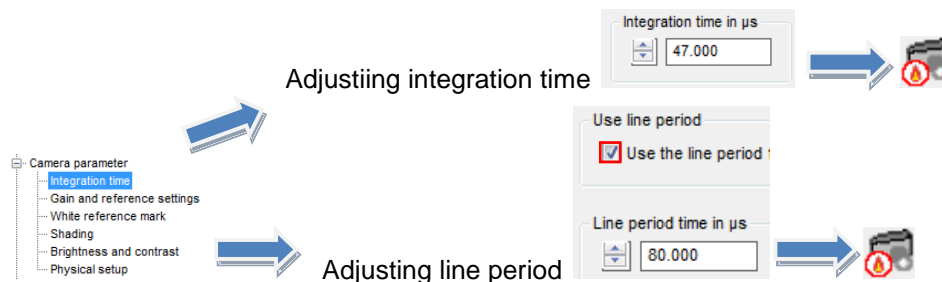 Integration time in µs
47.000
Adjustiing integration time
Use line period
Use the line period
Camera parameter
Integration time
Gain and reference settings
White reference mark
Shading
Brightness and contrast
Physical setup
Line period time in µs
80.000
Adjusting line period